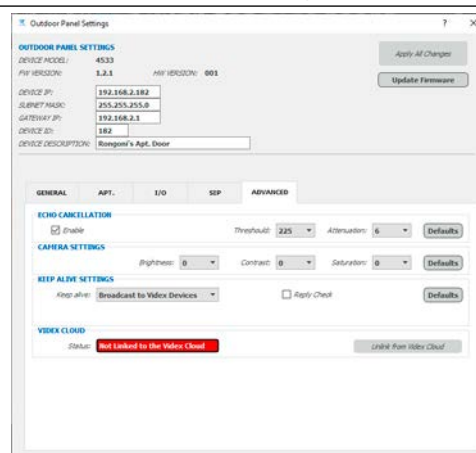 Outdoor Panel Settings ? X
OUTDOOR PANEL SETTINGS
DEVICE MODEL: 4533
FW VERSION: 1.2.1 HW VERSION: 001
Apply All Changes
Update Firmware
DEVICE IP: 192.168.2.182
SUBNET MASK: 255.255.255.0
GATEWAY IP: 192.168.2.1
DEVICE ID: 182
DEVICE DESCRIPTION: Rongoni's Apt. Door
GENERAL APT. I/O SIP ADVANCED
ECHO CANCELLATION
Enable Threshould: 225 Attenuation: 6 Defaults
CAMERA SETTINGS
Brightness: 0 Contrast: 0 Saturation: 0 Defaults
KEEP ALIVE SETTINGS
Keep alive: Broadcast to Videx Devices Reply Check Defaults
VIDEX CLOUD
Status: Not Linked to the Videx Cloud Unlink from Videx Cloud